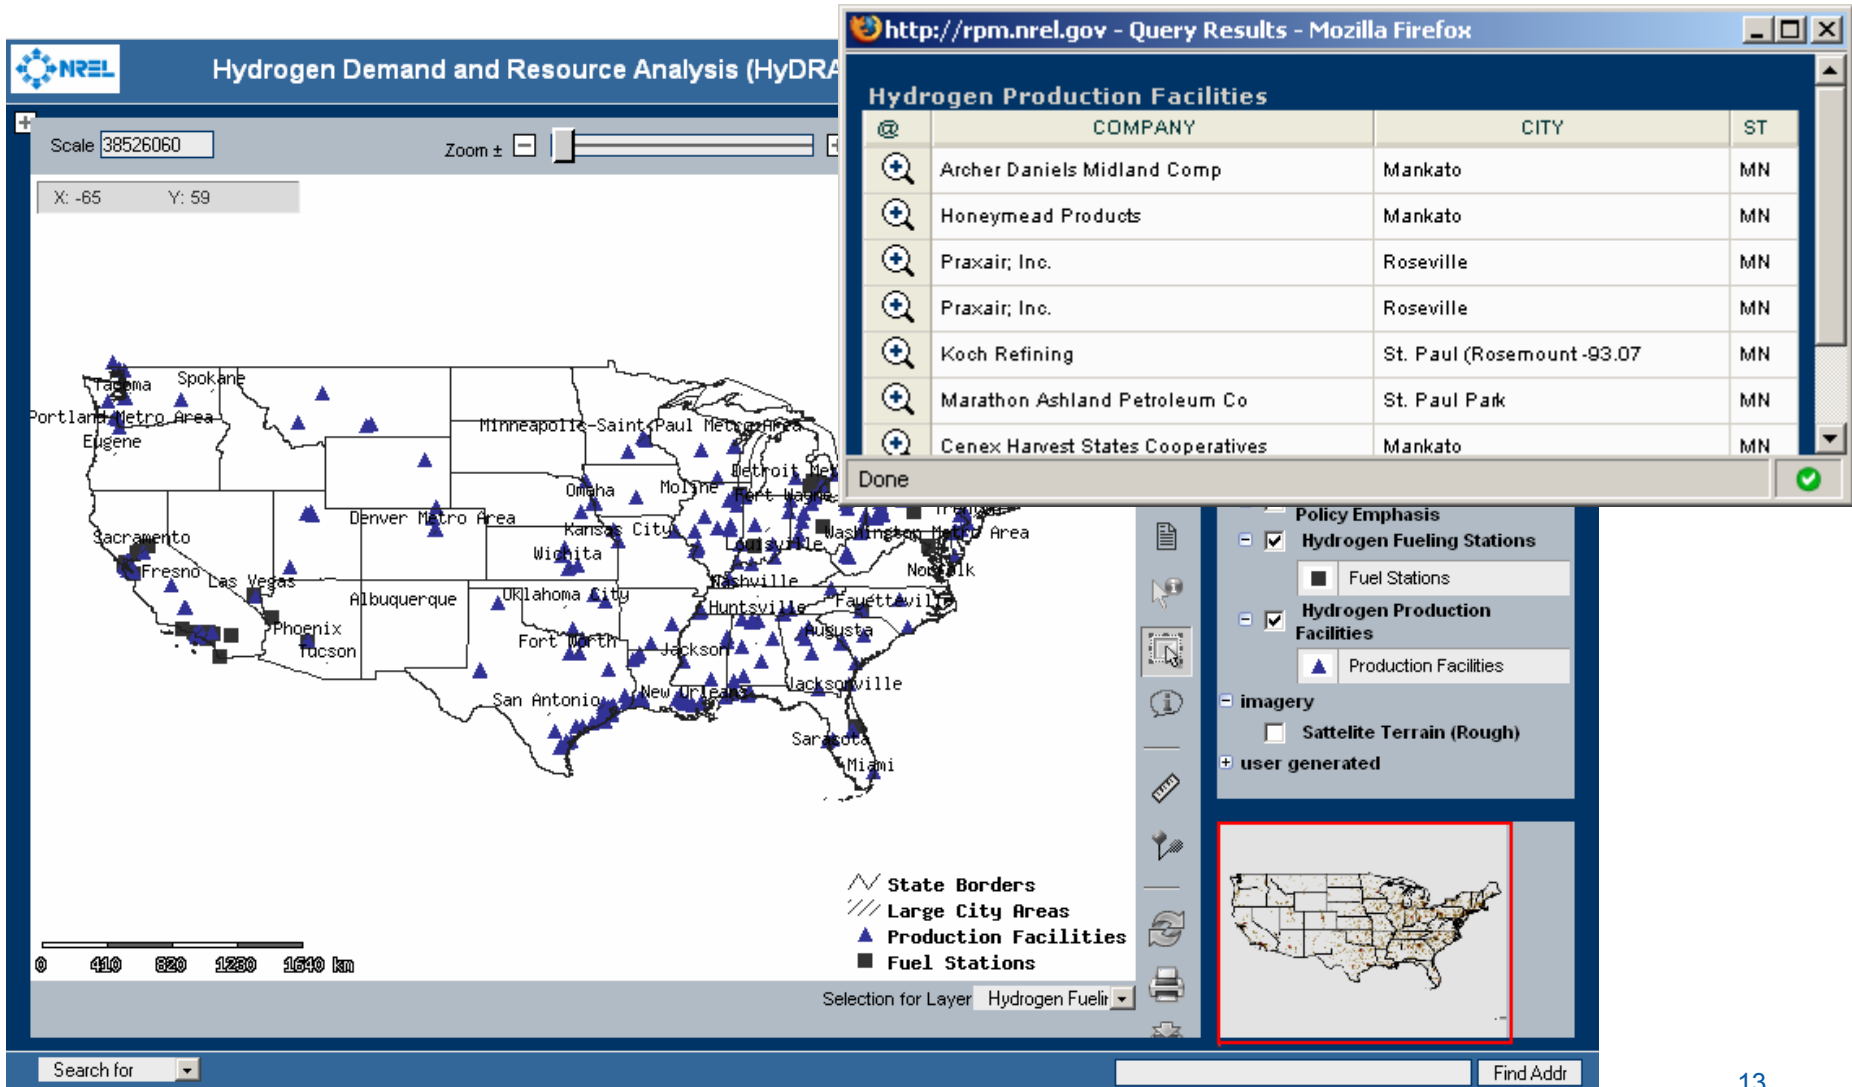 http://rpm.nrel.gov - Query Results - Mozilla Firefox
NREL
Hydrogen Demand and Resource Analysis (HyDRA
Hydrogen Production Facilities
@ COMPANY CITY ST
Archer Daniels Midland Comp Mankato MN
Honeymead Products Mankato MN
Praxair; Inc. Roseville MN
Praxair; Inc. Roseville MN
Koch Refining St. Paul (Rosemount -93.07 MN
Marathon Ashland Petroleum Co St. Paul Park MN
Cenex Harvest States Cooperatives Mankato MN
Done
Scale 38526060
Zoom ±
X: -65 Y: 59
Tacoma
Spokane
Portland Metro Area
Eugene
Minneapolis-Saint Paul Metro Area
Detroit
Omaha
Moline
Fort Wayne
Denver Metro Area
Kansas City
Washington Metro Area
Sacramento
Louisville
Wichita
Fresno
Las Vegas
Norfolk
Nashville
Albuquerque
Oklahoma City
Huntsville
Fayetteville
Phoenix
Tucson
Fort Worth
Augusta
Jackson
San Antonio
New Orleans
Jacksonville
Sarasota
Miami
State Borders
Large City Areas
Production Facilities
Fuel Stations
0 410 820 1230 1640 km
Selection for Layer Hydrogen Fuelir
Policy Emphasis
Hydrogen Fueling Stations
Fuel Stations
Hydrogen Production
Facilities
Production Facilities
imagery
Sattelite Terrain (Rough)
user generated
Search for
Find Addr
13